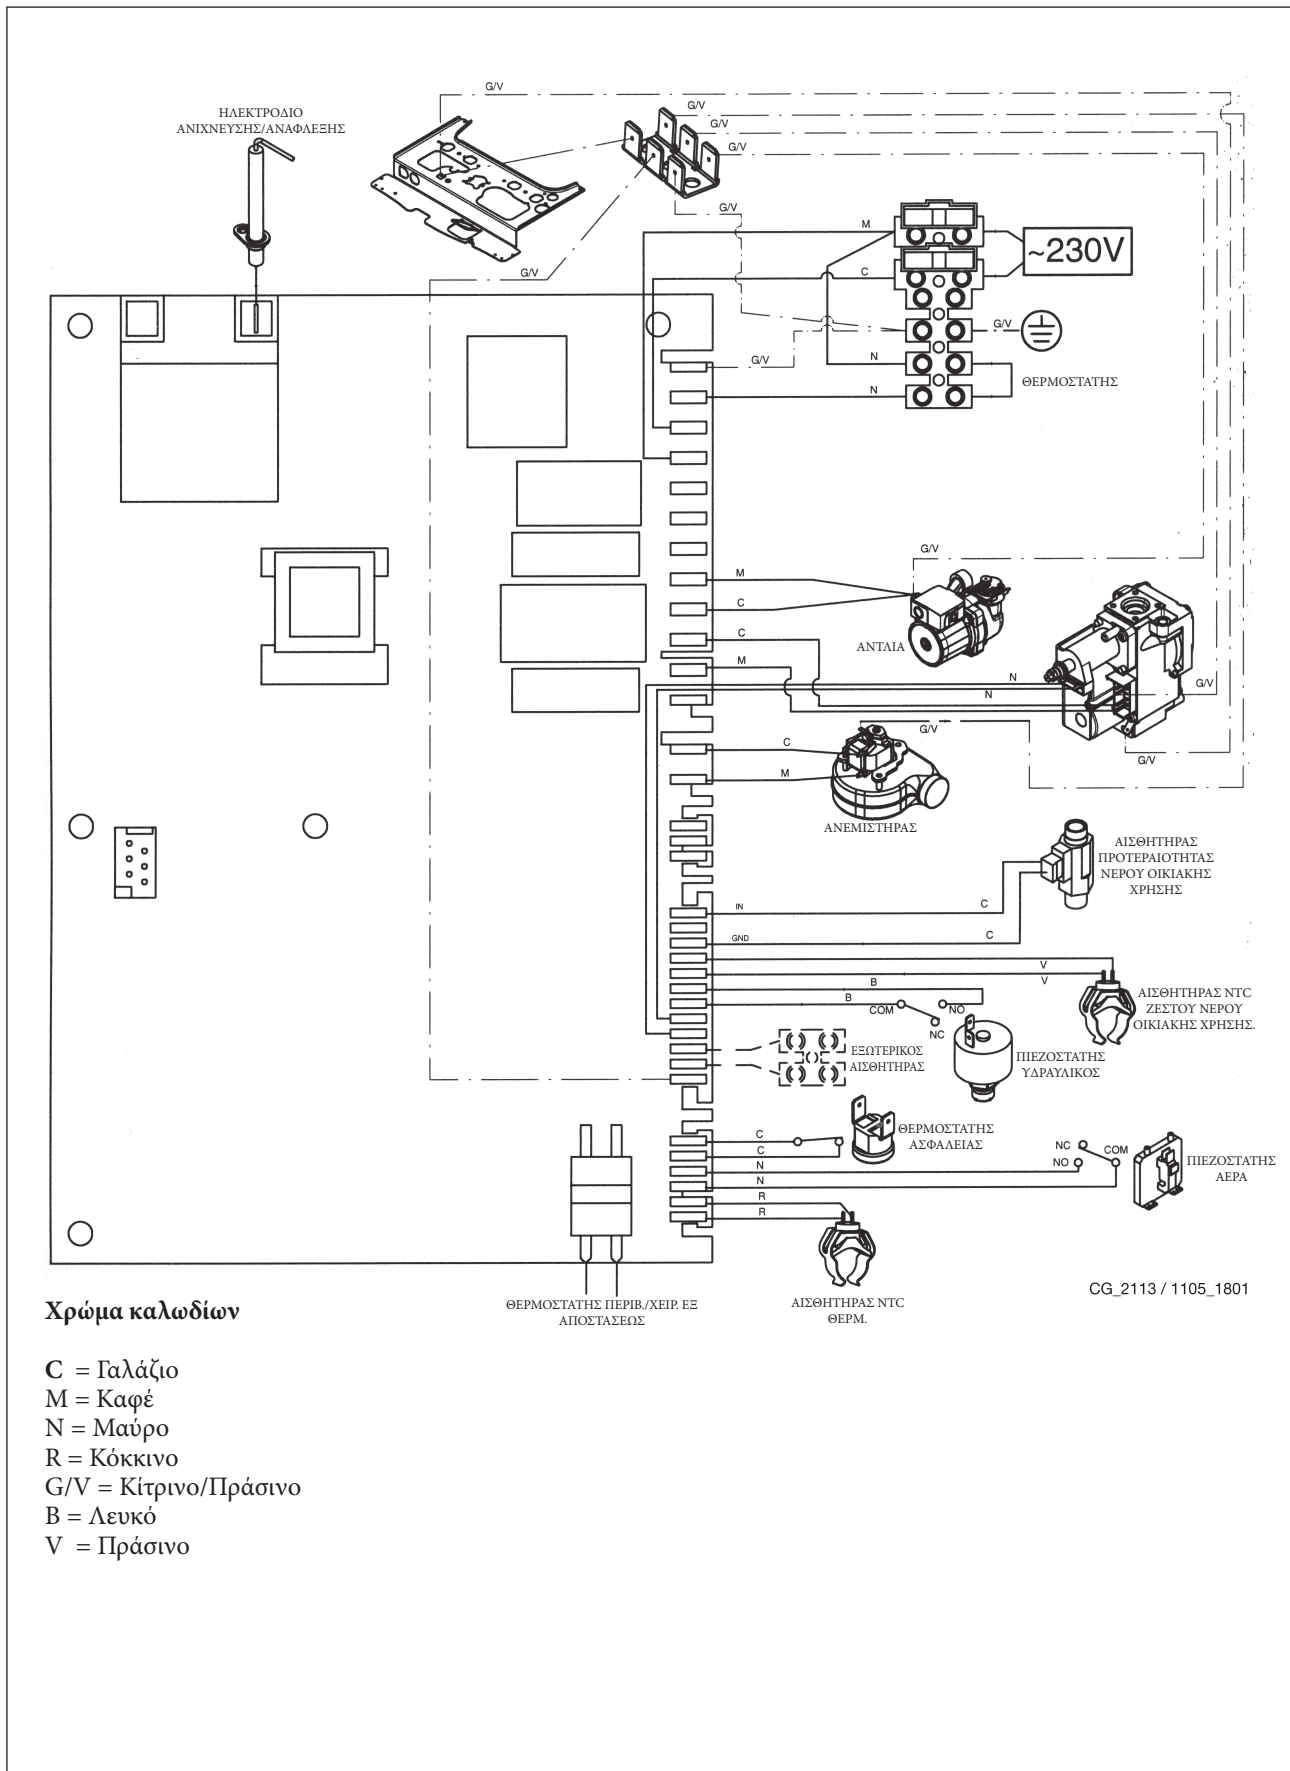 G/V
ΗΛΕΚΤΡΟΔΙΟ
ΑΝΙΧΝΕΥΣΗΣ/ΑΝΑΦΛΕΞΗΣ
G/V
G/V
G/V
G/V
M
~230V
G/V
C
G/V
G/V
N
ΘΕΡΜΟΣΤΑΤΗΣ
N
G/V
M
C
C
ΑΝΤΛΙΑ
M
N
N
G/V
G/V
C
G/V
M
ΑΝΕΜΙΣΤΗΡΑΣ
ΑΙΣΘΗΤΗΡΑΣ
ΠΡΟΤΕΡΑΙΟΤΗΤΑΣ
ΝΕΡΟΥ ΟΙΚΙΑΚΗΣ
ΧΡΗΣΗΣ
IN
C
GND
C
V
V
B
B
COM
NO
NC
ΑΙΣΘΗΤΗΡΑΣ NTC
ΖΕΣΤΟΥ ΝΕΡΟΥ
ΟΙΚΙΑΚΗΣ ΧΡΗΣΗΣ.
ΕΞΩΤΕΡΙΚΟΣ
ΑΙΣΘΗΤΗΡΑΣ
ΠΙΕΖΟΣΤΑΤΗΣ
ΥΔΡΑΥΛΙΚΟΣ
C
C
ΘΕΡΜΟΣΤΑΤΗΣ
ΑΣΦΑΛΕΙΑΣ
NC
COM
NO
N
N
ΠΙΕΖΟΣΤΑΤΗΣ
ΑΕΡΑ
R
R
ΘΕΡΜΟΣΤΑΤΗΣ ΠΕΡΙΒ./ΧΕΙΡ. ΕΞ
ΑΠΟΣΤΑΣΕΩΣ
ΑΙΣΘΗΤΗΡΑΣ NTC
ΘΕΡΜ.
CG_2113 / 1105_1801
Χρώμα καλωδίων
C = Γαλάζιο
M = Καφέ
N = Μαύρο
R = Κόκκινο
G/V = Κίτρινο/Πράσινο
B = Λευκό
V = Πράσινο